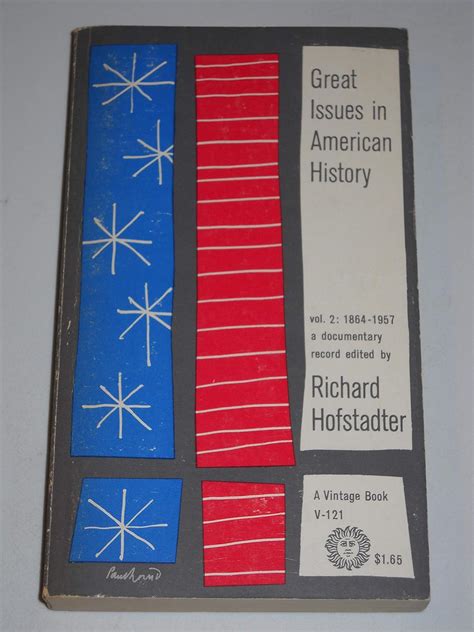 Great
Issues in
American
History
vol. 2: 1864-1957
a documentary
record edited by
Richard
Hofstadter
A Vintage Book
V-121
$1.65